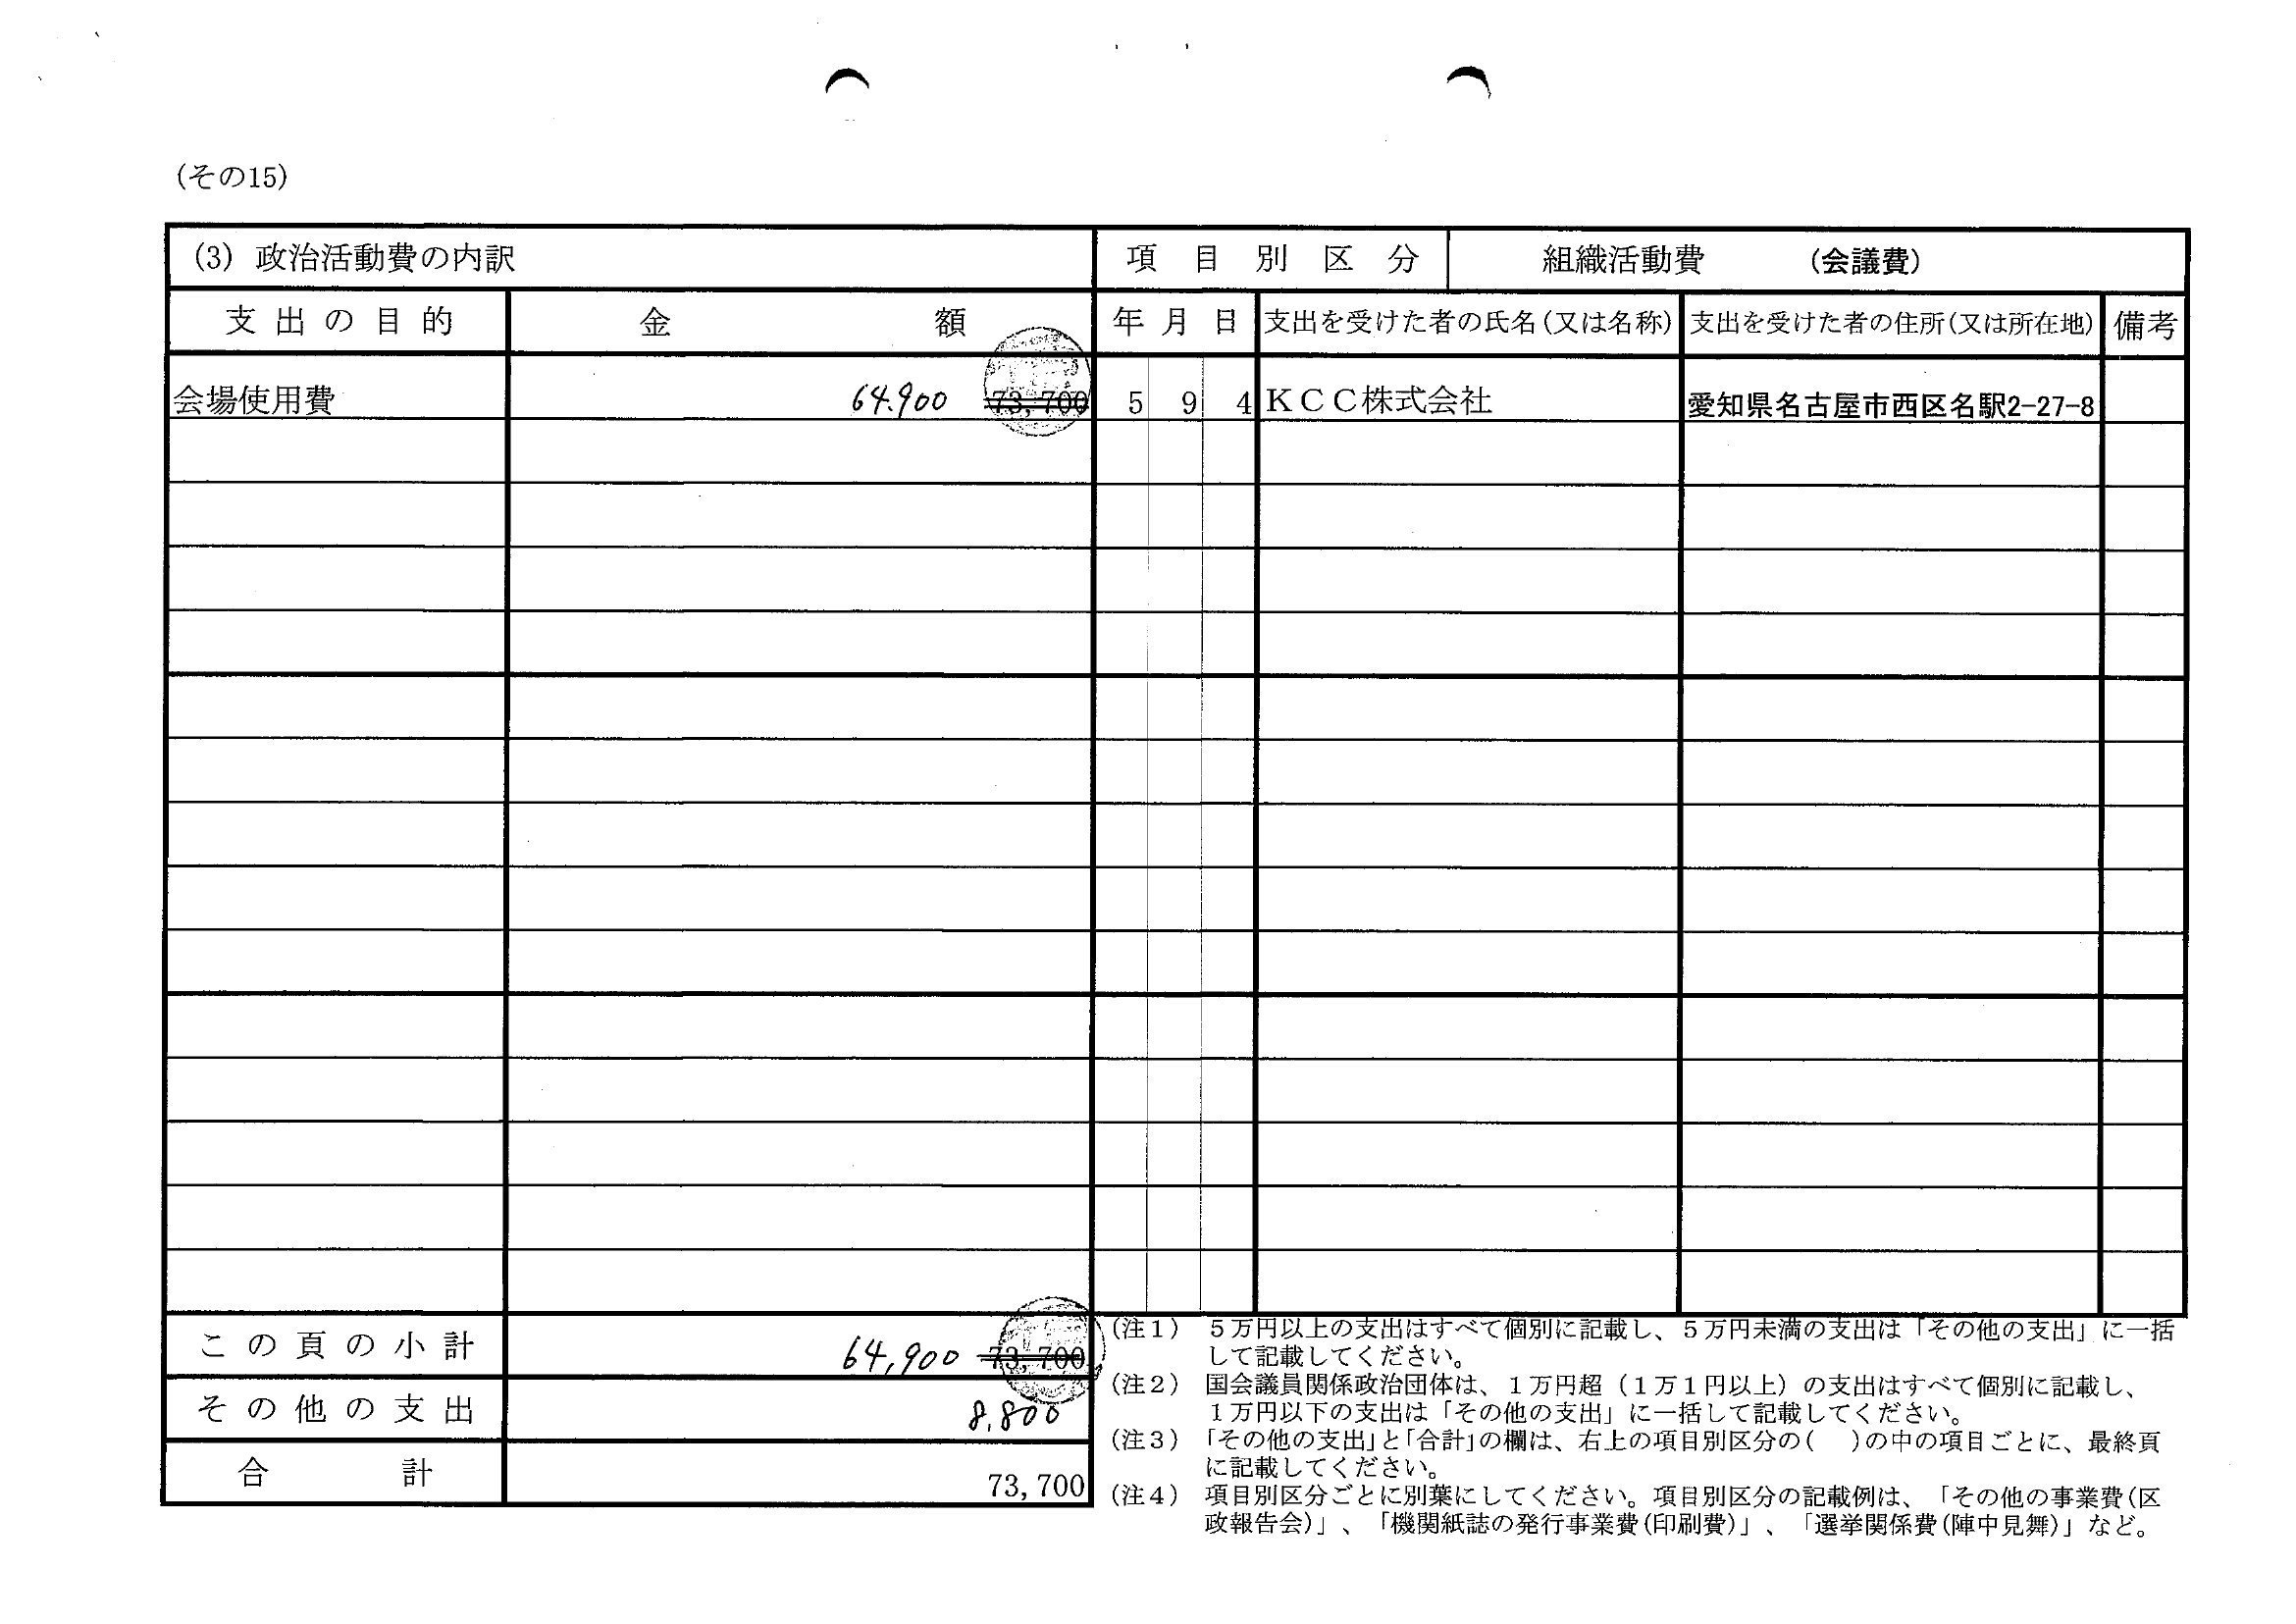 (その15)
(3) 政治活動費の内訳 項目別区分 組織活動費 (会議費)
支出の目的 金額 年月日 支出を受けた者の氏名(又は名称) 支出を受けた者の住所(又は所在地) 備考
会場使用費 64.900 73,700 5 9 4 KCC株式会社 愛知県名古屋市西区名駅2-27-8
この頁の小計 64,900 73,700
その他の支出 8.800
合計 73,700
(注1) 5万円以上の支出はすべて個別に記載し、5万円未満の支出は「その他の支出」に一括
して記載してください。
(注2) 国会議員関係政治団体は、1万円超(1万1円以上)の支出はすべて個別に記載し、
1万円以下の支出は「その他の支出」に一括して記載してください。
(注3) 「その他の支出」と「合計」の欄は、右上の項目別区分の( )の中の項目ごとに、最終頁
に記載してください。
(注4) 項目別区分ごとに別葉にしてください。項目別区分の記載例は、「その他の事業費(区
政報告会)」、「機関紙誌の発行事業費(印刷費)」、「選挙関係費(陣中見舞)」など。